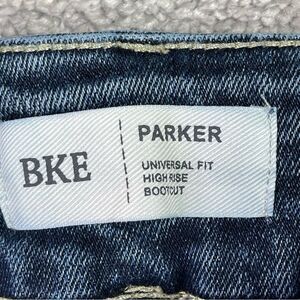 BKE
PARKER
UNIVERSAL FIT
HIGH RISE
BOOTCUT